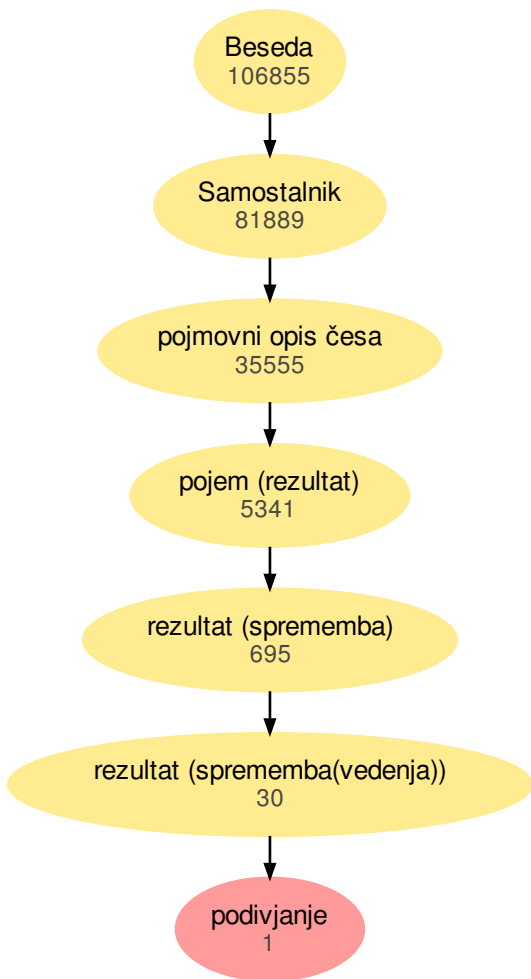 Beseda
106855
Samostalnik
81889
pojmovni opis česa
35555
pojem (rezultat)
5341
rezultat (sprememba)
695
rezultat (sprememba(vedenja))
30
podivjanje
1